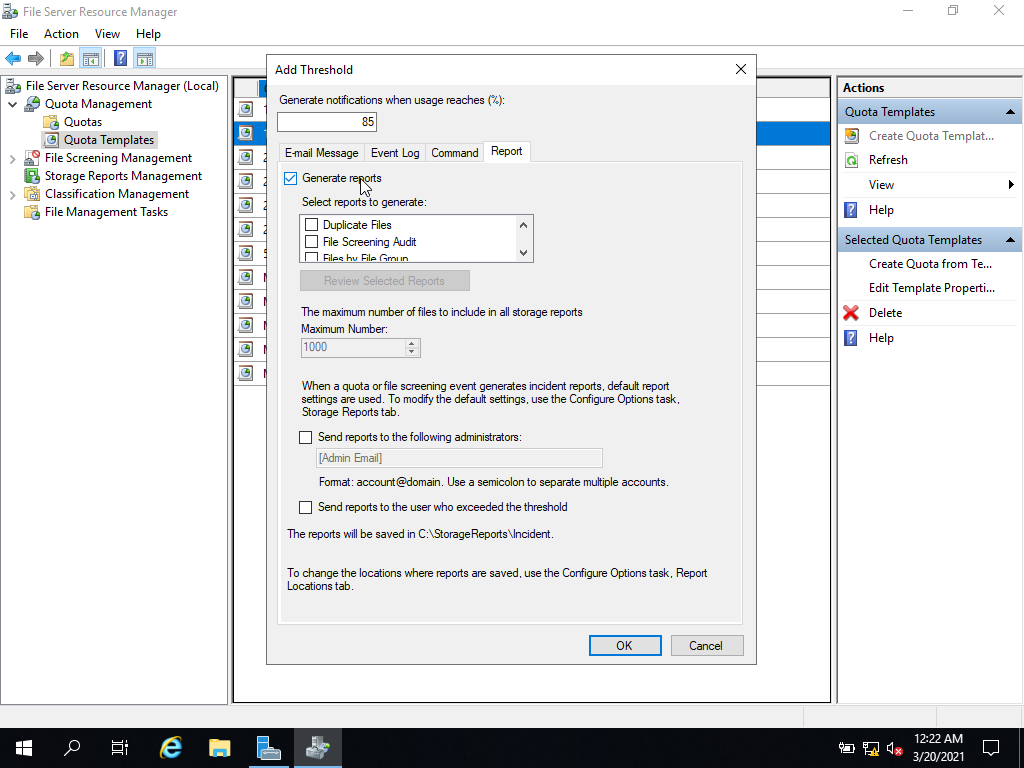 File Server Resource Manager
File Action View Help
File Server Resource Manager (Local)
Quota Management
Quotas
Quota Templates
File Screening Management
Storage Reports Management
Classification Management
File Management Tasks
Add Threshold
Generate notifications when usage reaches (%):
85
E-mail Message Event Log Command Report
Generate reports
Select reports to generate:
Duplicate Files
File Screening Audit
Files by File Group
Review Selected Reports
The maximum number of files to include in all storage reports
Maximum Number:
1000
When a quota or file screening event generates incident reports, default report
settings are used. To modify the default settings, use the Configure Options task,
Storage Reports tab.
Send reports to the following administrators:
[Admin Email]
Format: account@domain. Use a semicolon to separate multiple accounts.
Send reports to the user who exceeded the threshold
The reports will be saved in C:\StorageReports\Incident.
To change the locations where reports are saved, use the Configure Options task, Report
Locations tab.
OK Cancel
Actions
Quota Templates
Create Quota Templat...
Refresh
View
Help
Selected Quota Templates
Create Quota from Te...
Edit Template Properti...
Delete
Help
12:22 AM
3/20/2021